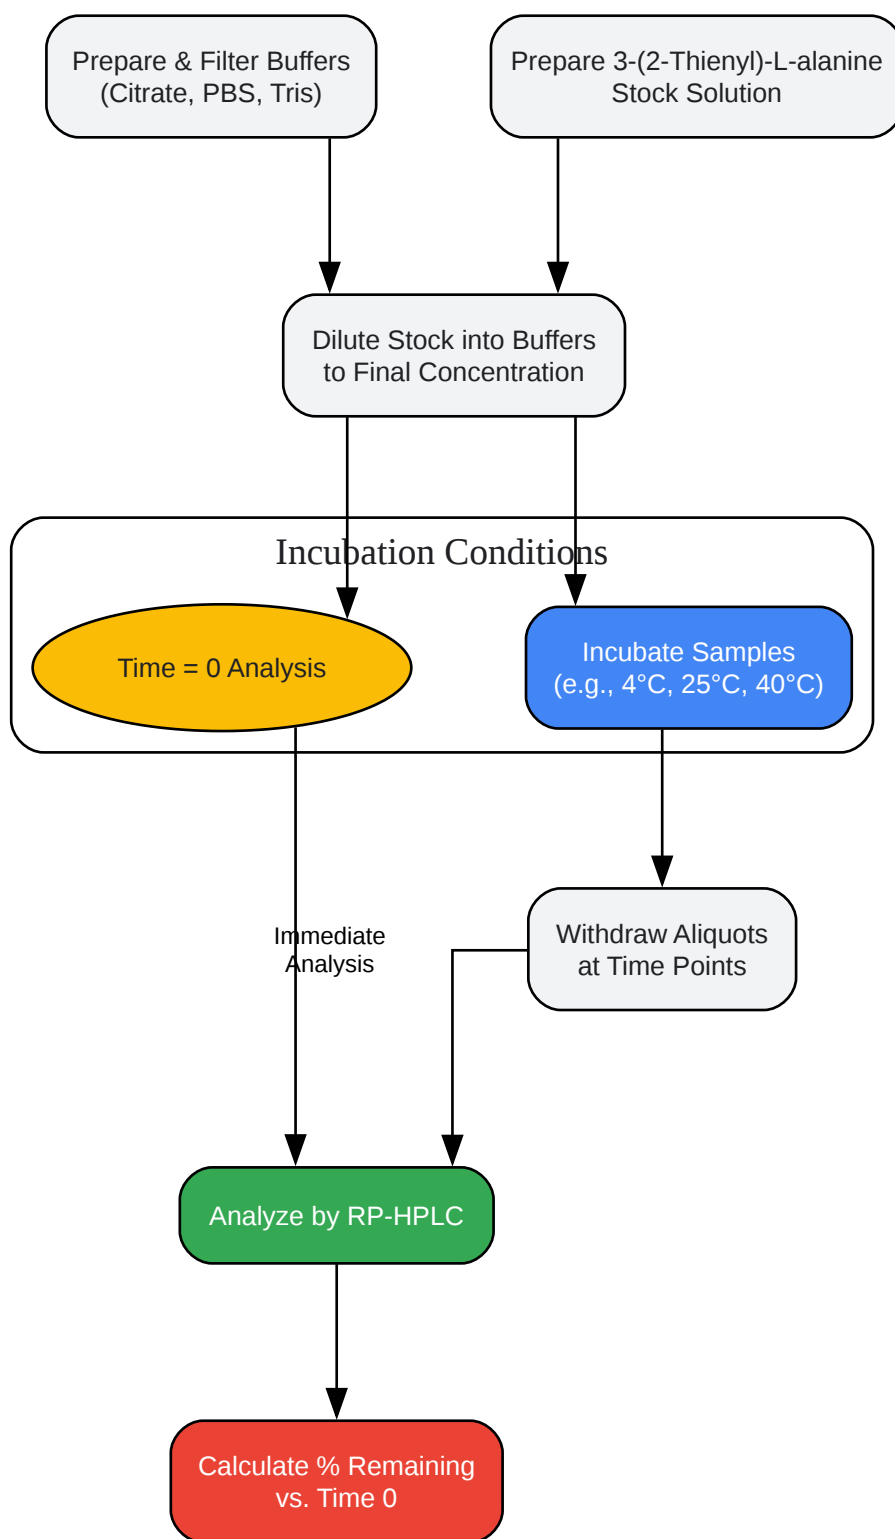 Prepare & Filter Buffers
(Citrate, PBS, Tris)
Prepare 3-(2-Thienyl)-L-alanine
Stock Solution
Dilute Stock into Buffers
to Final Concentration
Incubation Conditions
Time = 0 Analysis
Incubate Samples
(e.g., 4°C, 25°C, 40°C)
Immediate
Analysis
Withdraw Aliquots
at Time Points
Analyze by RP-HPLC
Calculate % Remaining
vs. Time 0